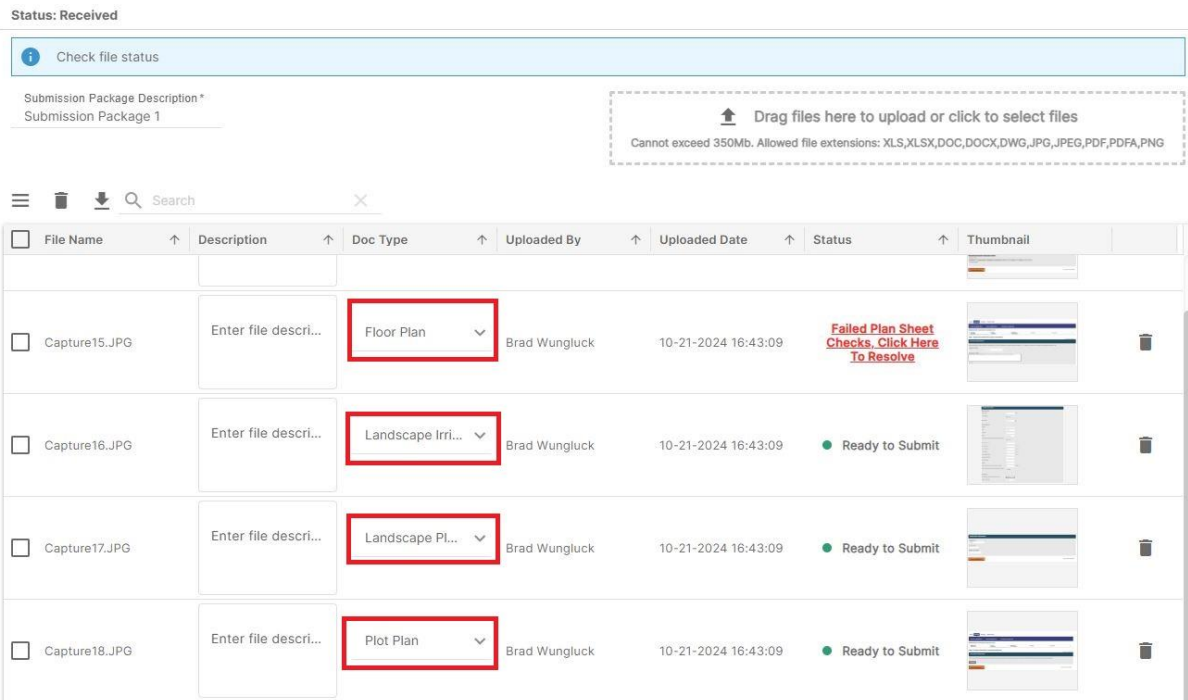 Status: Received
Check file status
Submission Package Description *
Submission Package 1
Drag files here to upload or click to select files
Cannot exceed 350Mb. Allowed file extensions: XLS,XLSX,DOC,DOCX,DWG,JPG,JPEG,PDF,PDFA,PNG
Search
File Name Description Doc Type Uploaded By Uploaded Date Status Thumbnail
Capture15.JPG Enter file descri... Floor Plan Brad Wungluck 10-21-2024 16:43:09
Failed Plan Sheet
Checks, Click Here
To Resolve
Capture16.JPG Enter file descri... Landscape Irri... Brad Wungluck 10-21-2024 16:43:09 Ready to Submit
Capture17.JPG Enter file descri... Landscape Pl... Brad Wungluck 10-21-2024 16:43:09 Ready to Submit
Capture18.JPG Enter file descri... Plot Plan Brad Wungluck 10-21-2024 16:43:09 Ready to Submit